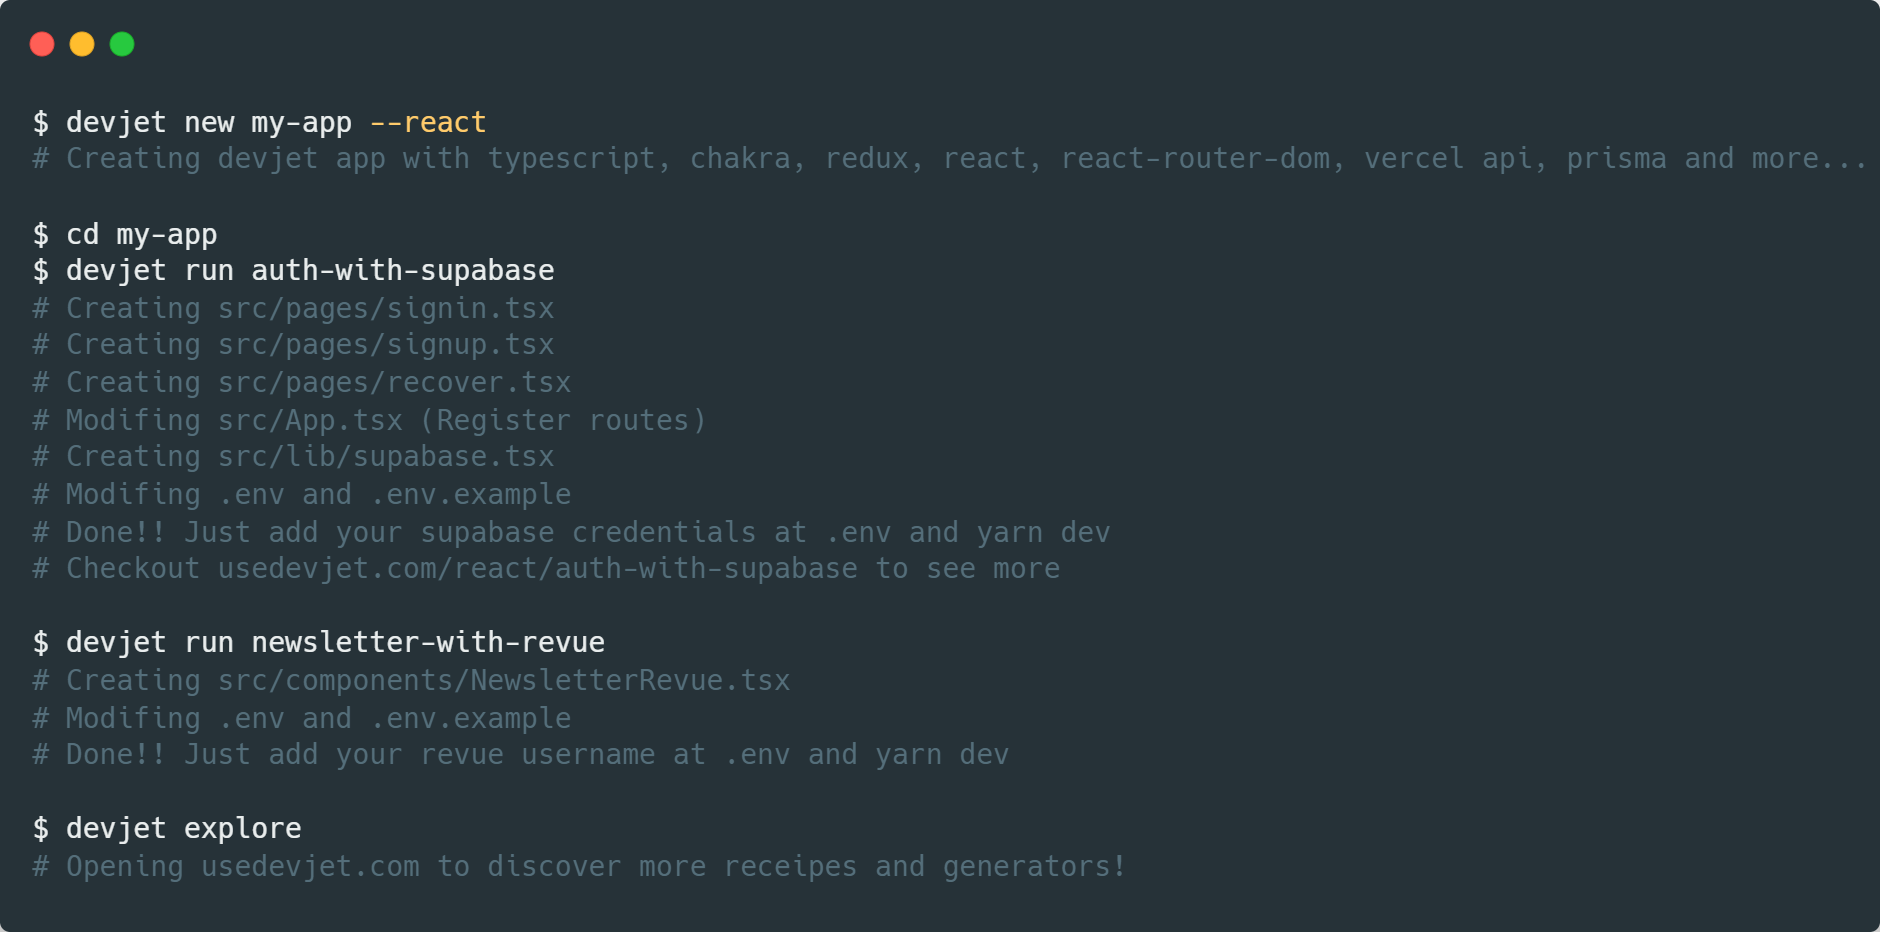 $ devjet new my-app --react
# Creating devjet app with typescript, chakra, redux, react, react-router-dom, vercel api, prisma and more...
$ cd my-app
$ devjet run auth-with-supabase
# Creating src/pages/signin.tsx
# Creating src/pages/signup.tsx
# Creating src/pages/recover.tsx
# Modifing src/App.tsx (Register routes)
# Creating src/lib/supabase.tsx
# Modifing .env and .env.example
# Done!! Just add your supabase credentials at .env and yarn dev
# Checkout usedevjet.com/react/auth-with-supabase to see more
$ devjet run newsletter-with-revue
# Creating src/components/NewsletterRevue.tsx
# Modifing .env and .env.example
# Done!! Just add your revue username at .env and yarn dev
$ devjet explore
# Opening usedevjet.com to discover more receipes and generators!